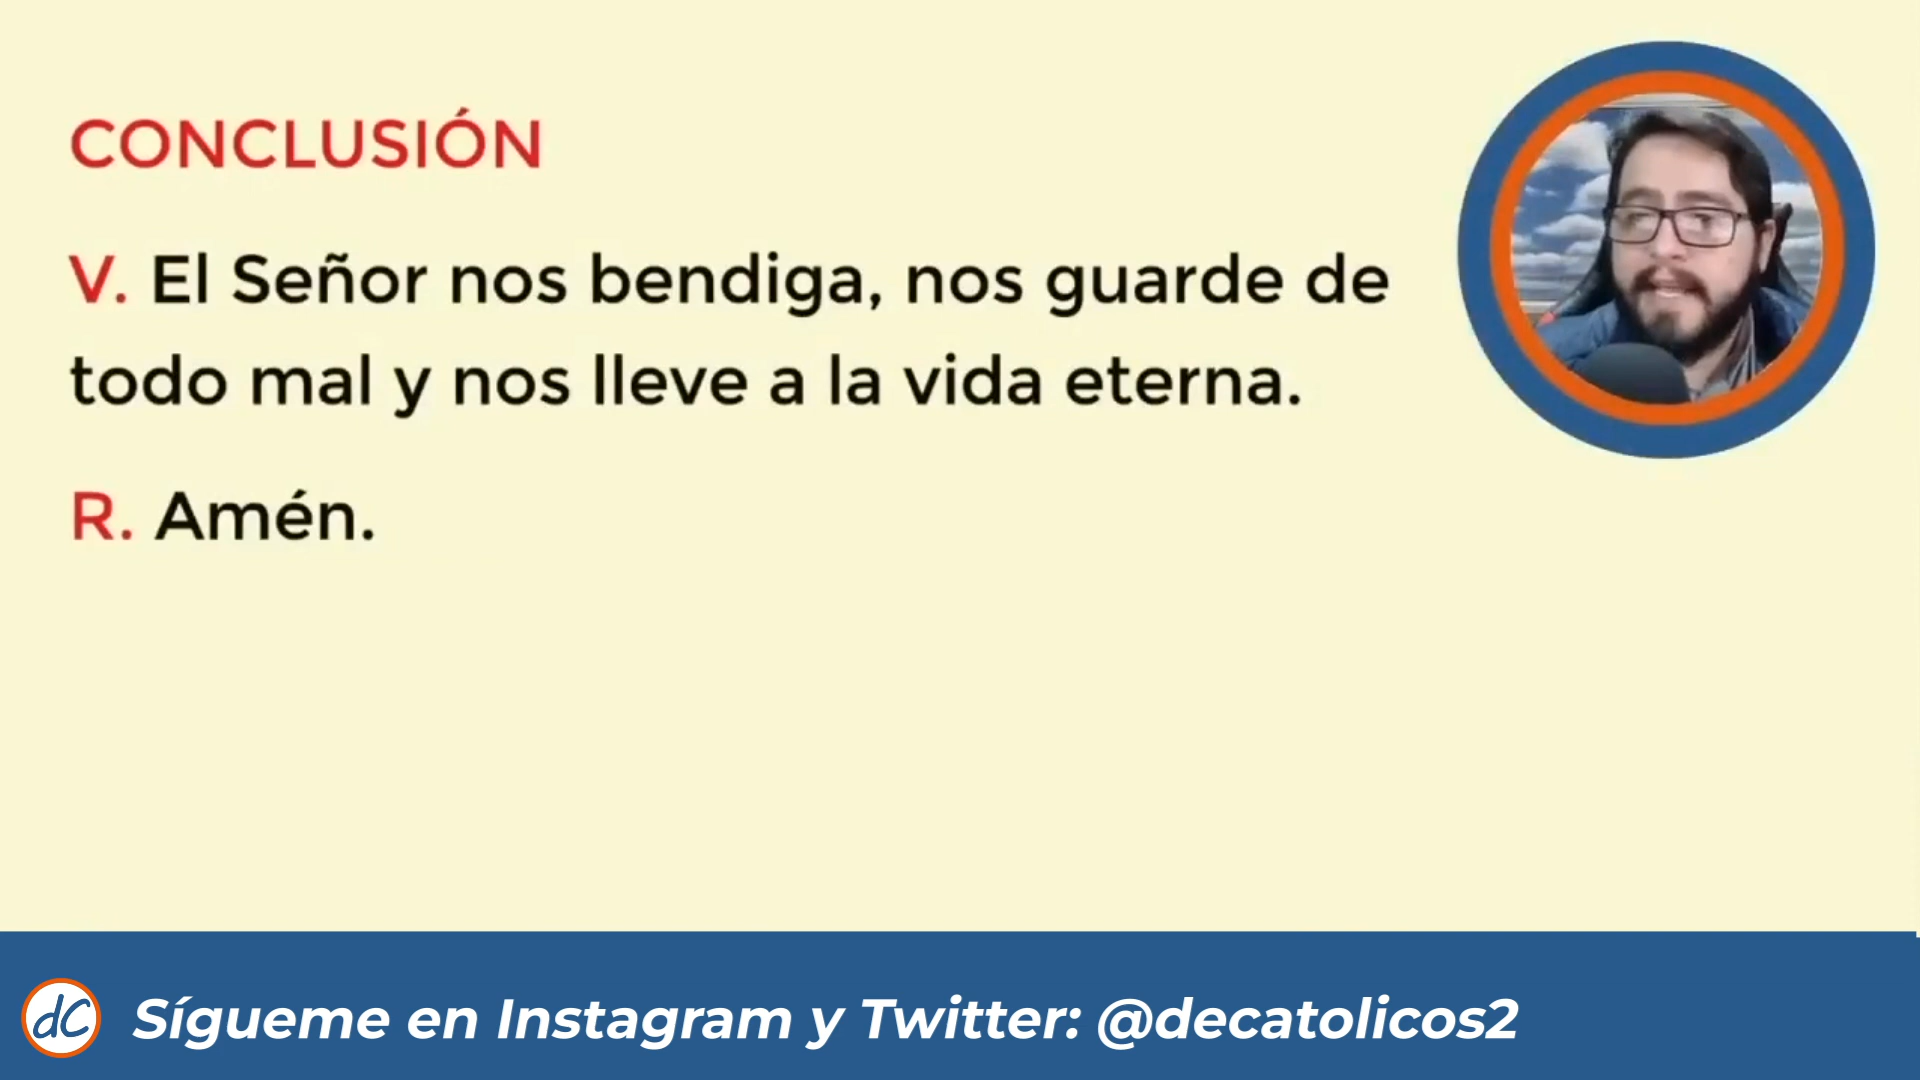 CONCLUSIÓN
V. El Señor nos bendiga, nos guarde de
todo mal y nos lleve a la vida eterna.
R. Amén.
dC Sígueme en Instagram y Twitter: @decatolicos2